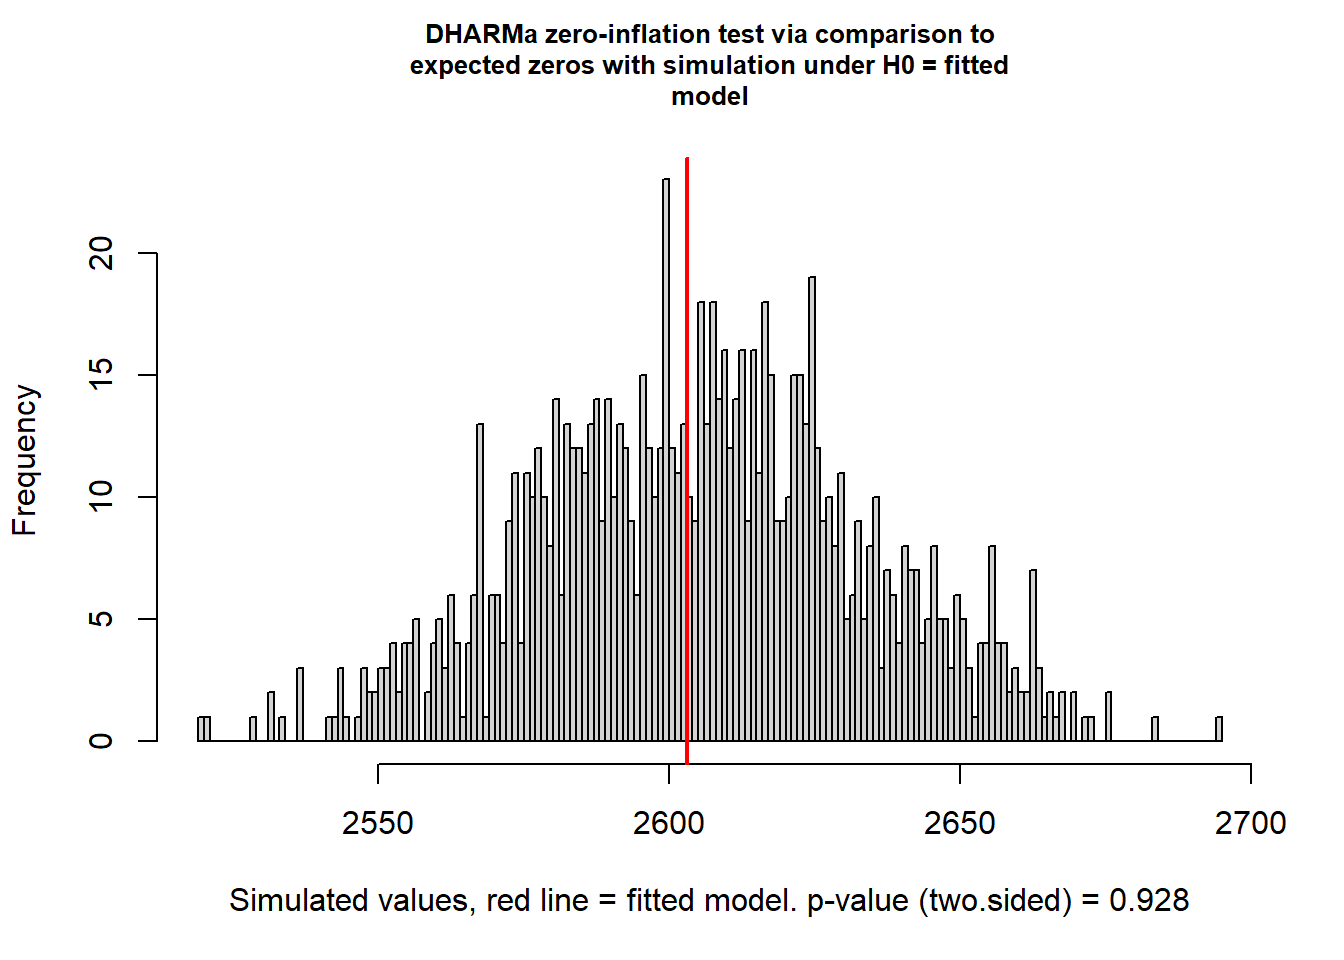 DHARMa zero-inflation test via comparison to
expected zeros with simulation under H0 = fitted
model
Frequency
20
15
10
5
0
2550
2600
2650
2700
Simulated values, red line = fitted model. p-value (two.sided) = 0.928